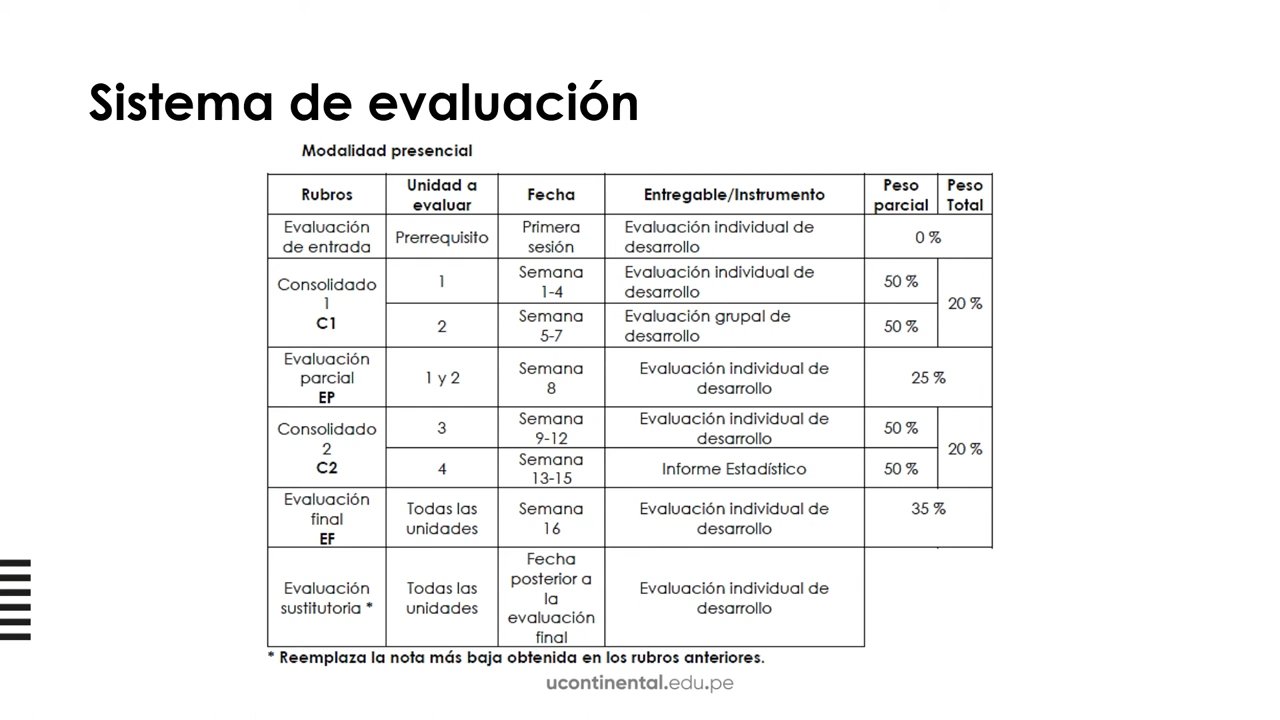 Sistema de evaluación
Modalidad presencial
Rubros
Unidad a
evaluar
Fecha
Entregable/Instrumento
Peso
parcial
Peso
Total
Evaluación
de entrada
Prerrequisito
Primera
sesión
Evaluación individual de
desarrollo
0 %
Consolidado
1
C1
1
Semana
1-4
Evaluación individual de
desarrollo
50 %
20 %
2
Semana
5-7
Evaluación grupal de
desarrollo
50 %
Evaluación
parcial
EP
1 y 2
Semana
8
Evaluación individual de
desarrollo
25 %
Consolidado
2
C2
3
Semana
9-12
Evaluación individual de
desarrollo
50 %
20 %
4
Semana
13-15
Informe Estadístico
50 %
Evaluación
final
EF
Todas las
unidades
Semana
16
Evaluación individual de
desarrollo
35 %
Evaluación
sustitutoria *
Todas las
unidades
Fecha
posterior a
la
evaluación
final
Evaluación individual de
desarrollo
* Reemplaza la nota más baja obtenida en los rubros anteriores.
ucontinental.edu.pe